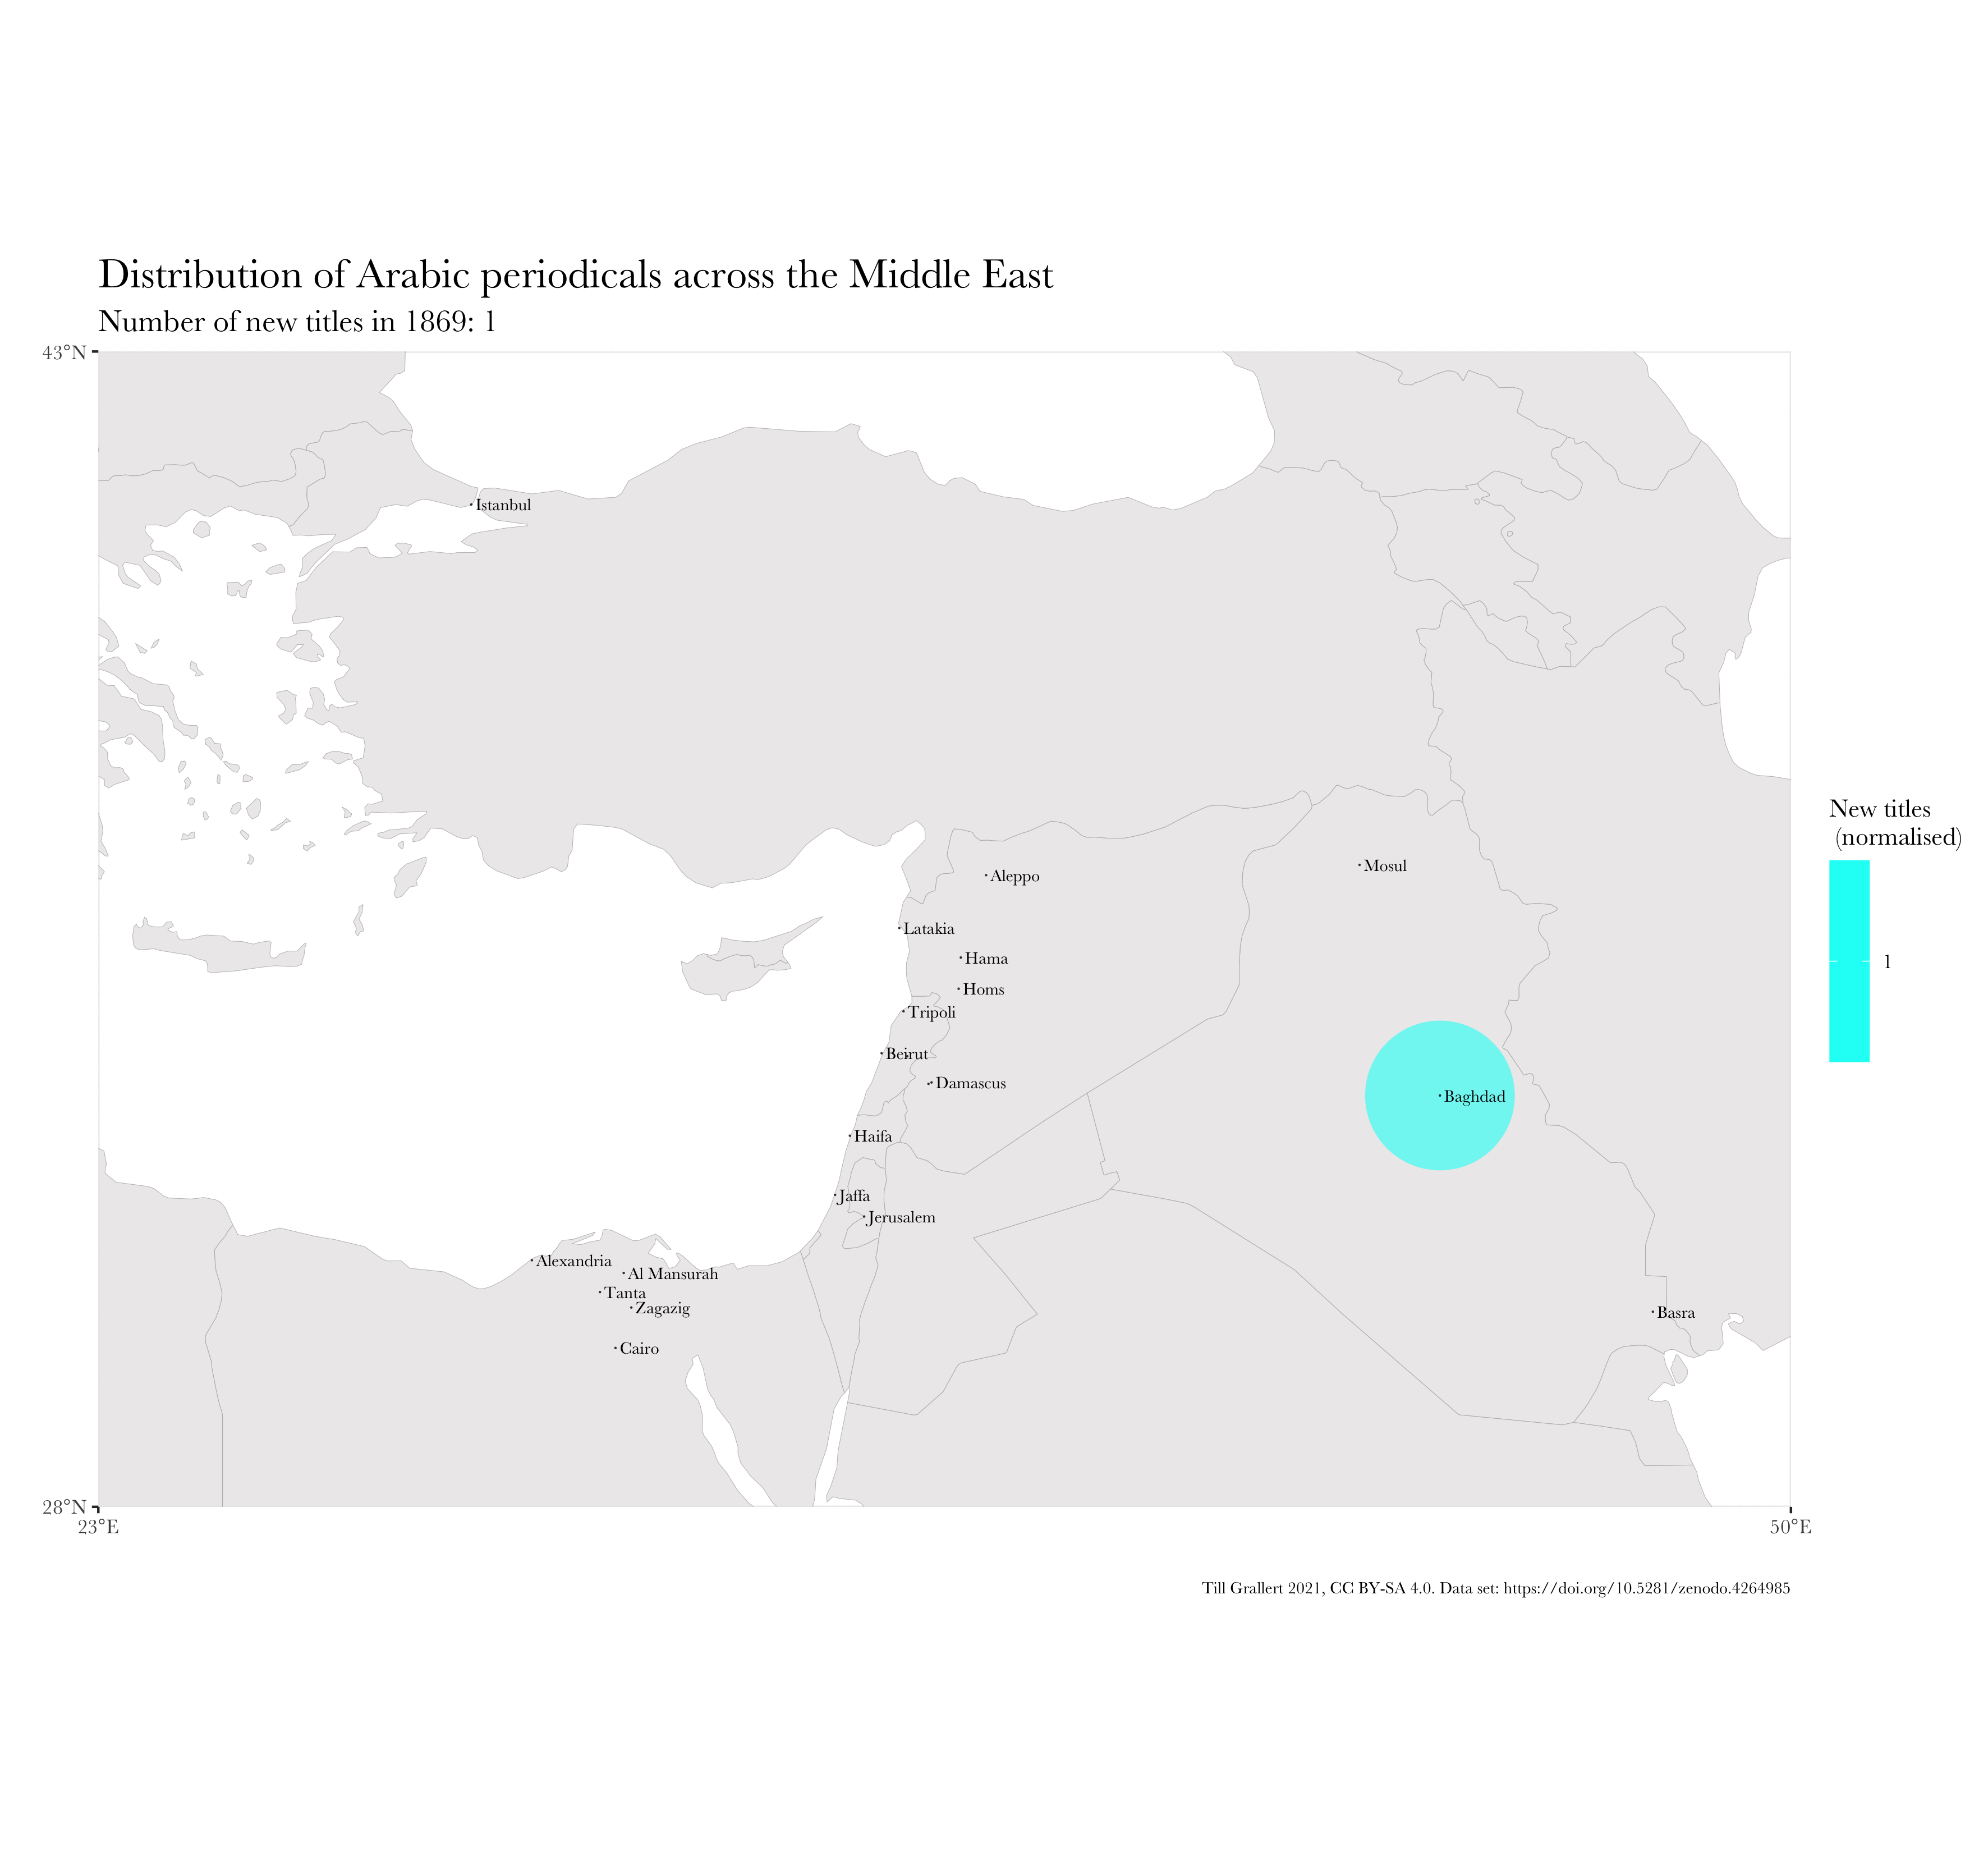 Distribution of Arabic periodicals across the Middle East
Number of new titles in 1869: 1
43°N
Istanbul
New titles
(normalised)
Mosul
Aleppo
Latakia
Hama
1
Homs
Tripoli
Beirut
Damascus
Baghdad
Haifa
Jaffa
Jerusalem
Alexandria
Al Mansurah
Tanta
Zagazig
Basra
Cairo
28°N
23°E
50°E
Till Grallert 2021, CC BY-SA 4.0. Data set: https://doi.org/10.5281/zenodo.4264985